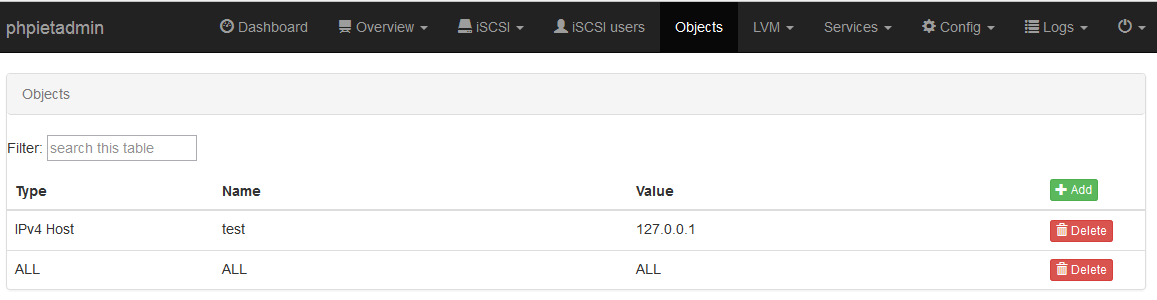 phpietadmin Dashboard Overview iSCSI iSCSI users Objects LVM Services Config Logs
Objects
Filter: search this table
Type Name Value Add
IPv4 Host test 127.0.0.1 Delete
ALL ALL ALL Delete